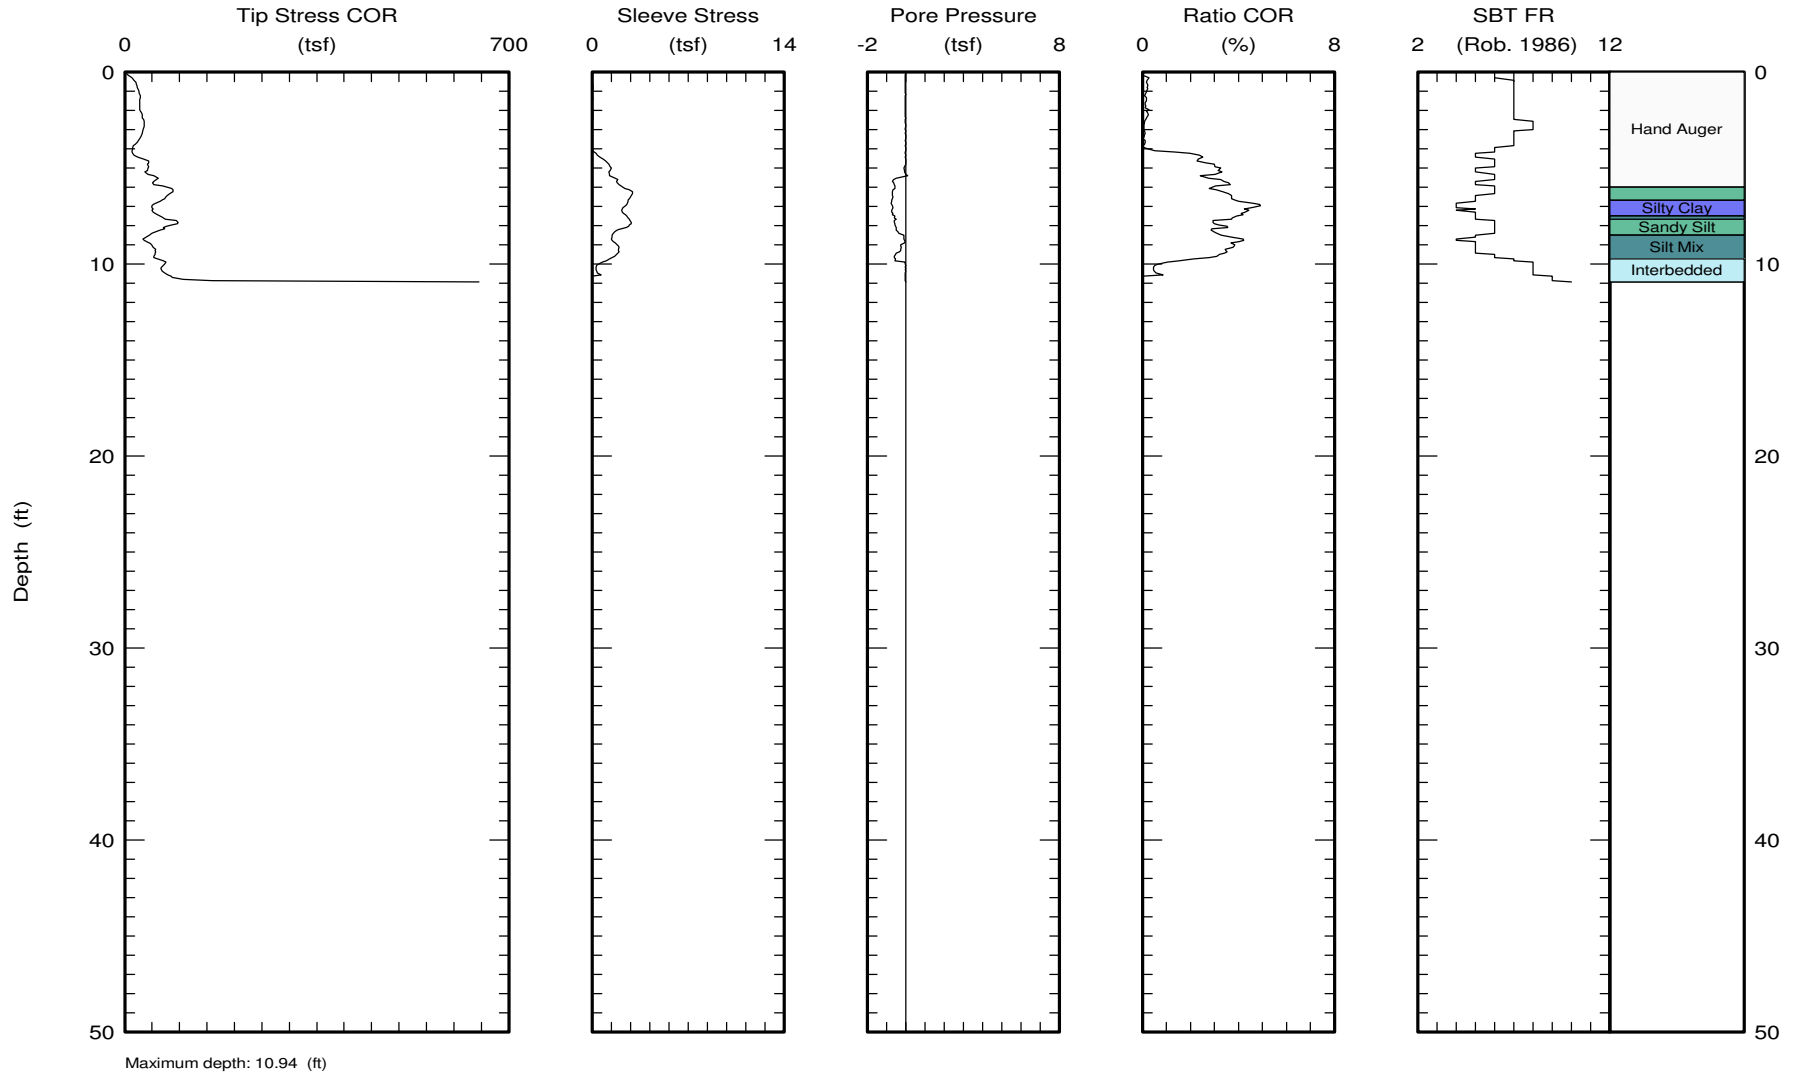 Tip Stress COR Sleeve Stress Pore Pressure Ratio COR SBT FR
0 (tsf) 700 0 (tsf) 14 -2 (tsf) 8 0 (%) 8 2 (Rob. 1986) 12
0 0
Hand Auger
Silty Clay
Sandy Silt
Silt Mix
10 Interbedded 10
20 20
Depth (ft)
30 30
40 40
50 50
Maximum depth: 10.94 (ft)